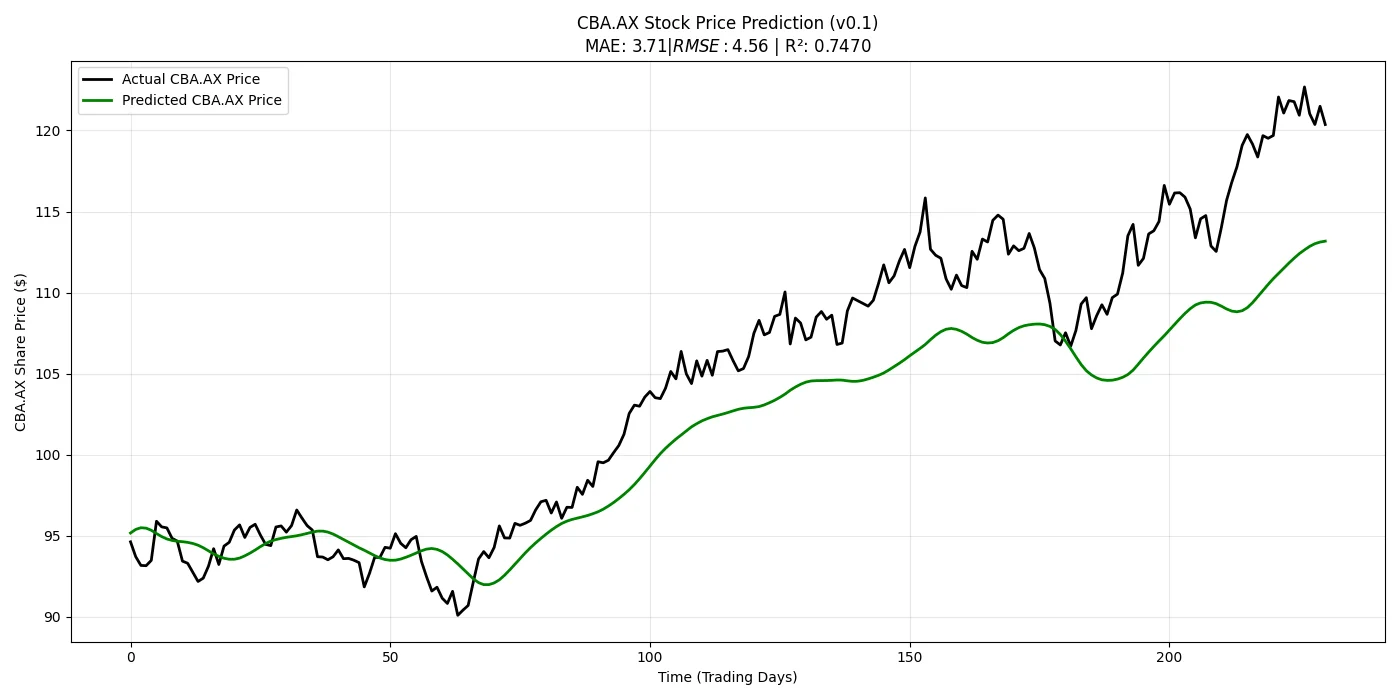 CBA.AX Stock Price Prediction (v0.1)
MAE: 3.71|RMSE : 4.56 | R²: 0.7470
Actual CBA.AX Price
Predicted CBA.AX Price
CBA.AX Share Price ($)
120
115
110
105
100
95
90
0 50 100 150 200
Time (Trading Days)